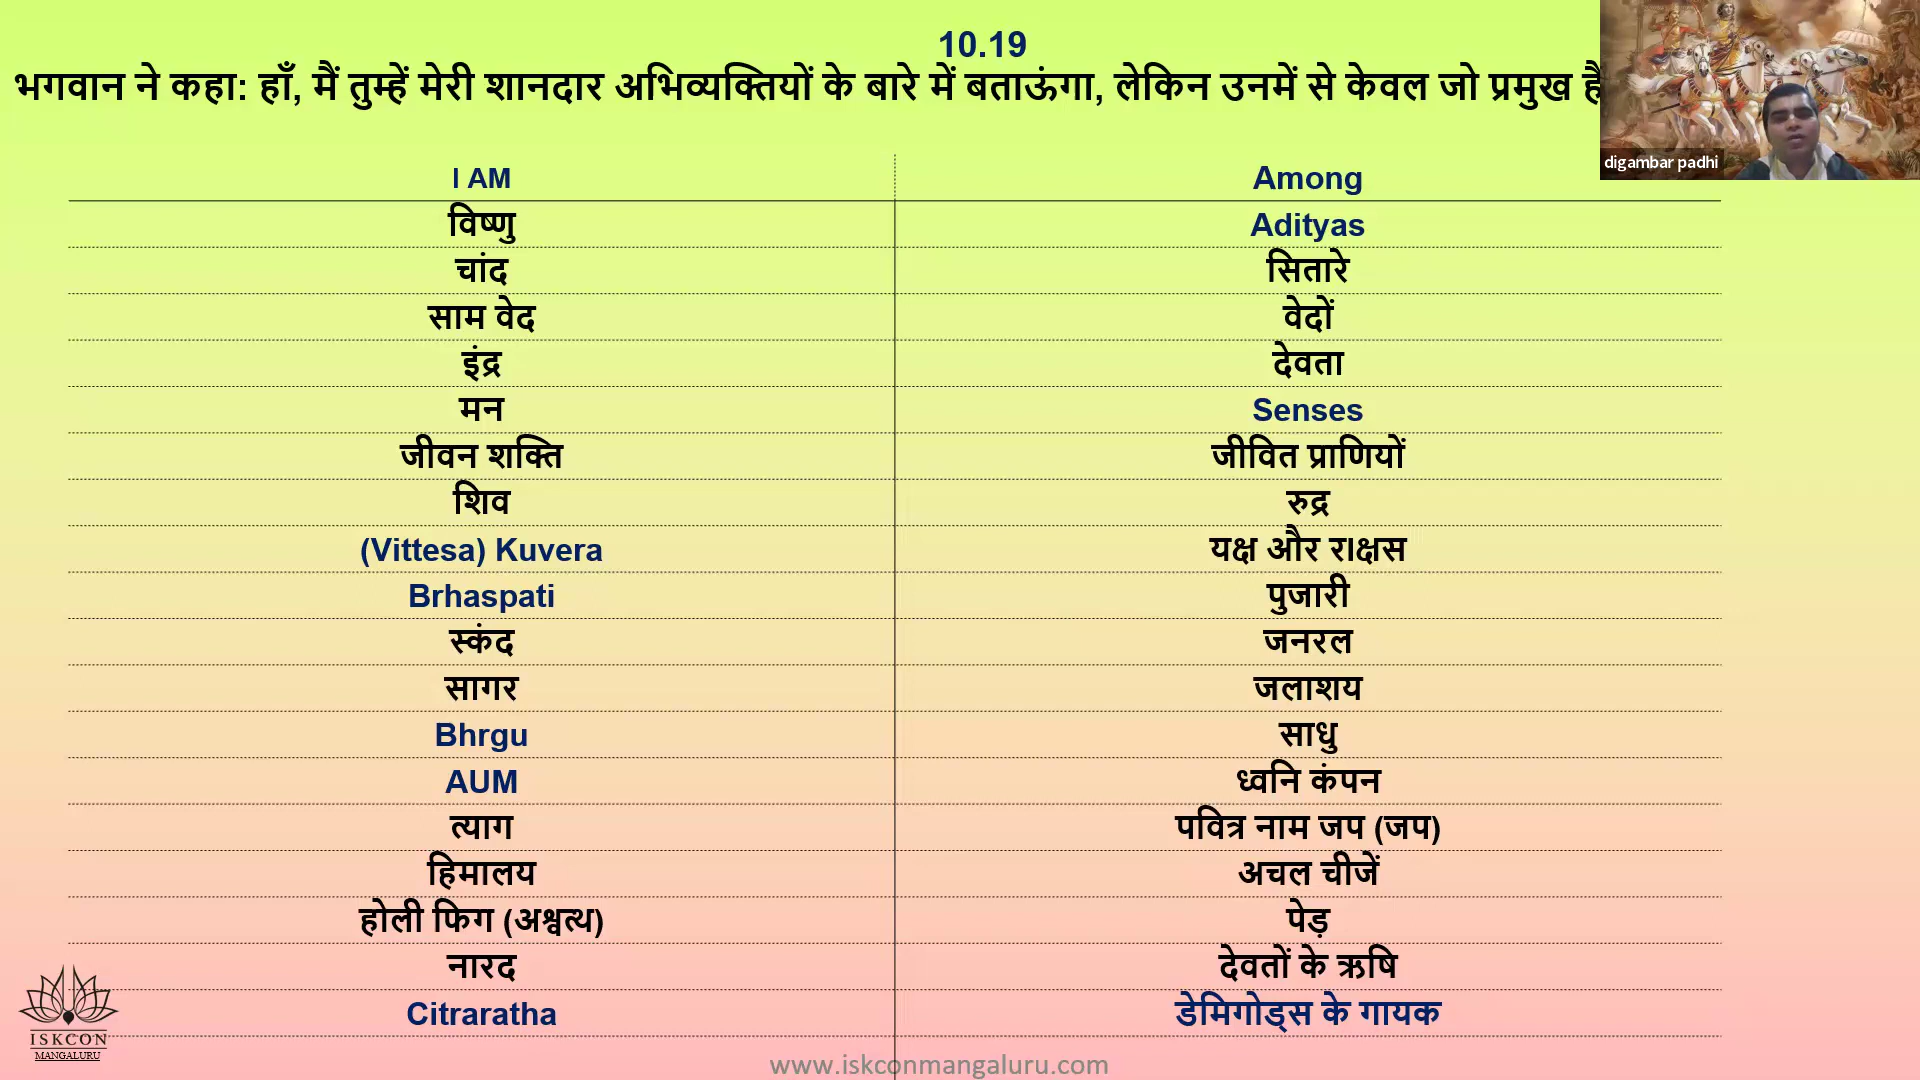 10.19
भगवान ने कहा: हाँ, मैं तुम्हें मेरी शानदार अभिव्यक्तियों के बारे में बताऊंगा, लेकिन उनमें से केवल जो प्रमुख हैं
digambar padhi
I AM Among
विष्णु Adityas
चांद सितारे
साम वेद वेदों
इंद्र देवता
मन Senses
जीवन शक्ति जीवित प्राणियों
शिव रुद्र
(Vittesa) Kuvera यक्ष और राक्षस
Brhaspati पुजारी
स्कंद जनरल
सागर जलाशय
Bhrgu साधु
AUM ध्वनि कंपन
त्याग पवित्र नाम जप (जप)
हिमालय अचल चीजें
होली फिग (अश्वत्थ) पेड़
नारद देवतों के ऋषि
Citraratha डेमिगोड्स के गायक
ISKCON
MANGALURU
www.iskconmangaluru.com